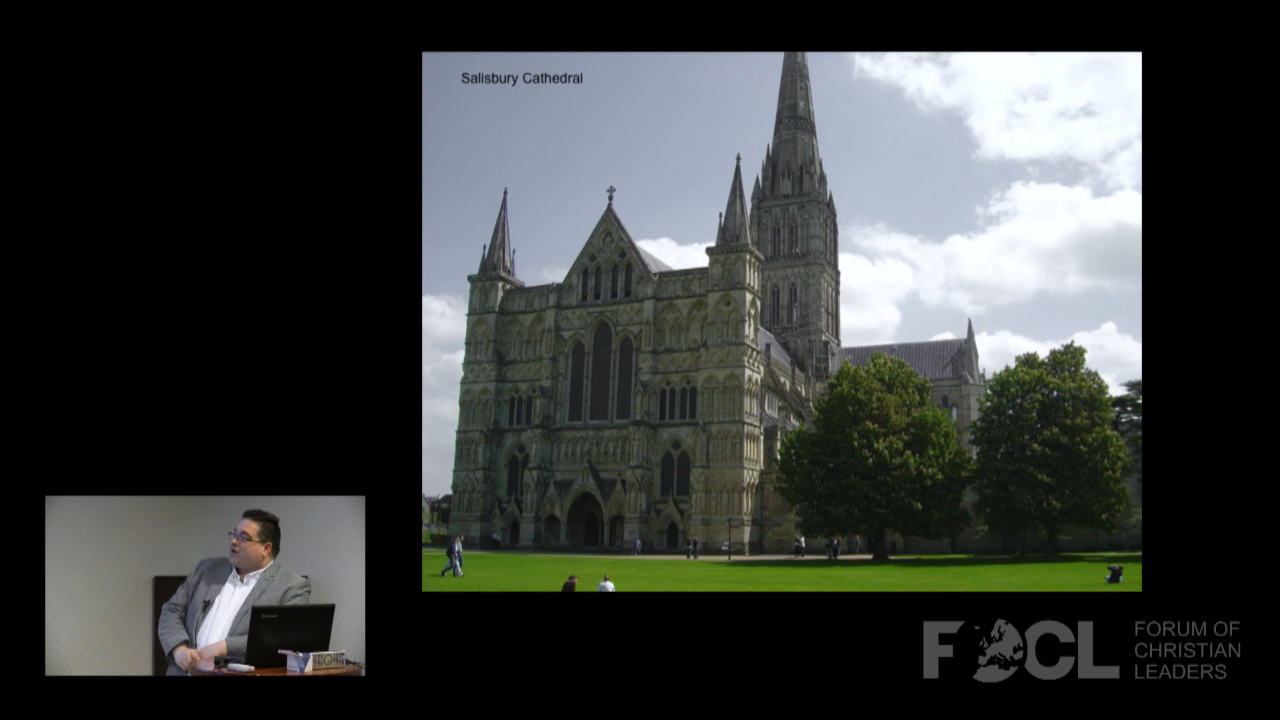 Salisbury Cathedral
FOCL
FORUM OF
CHRISTIAN
LEADERS